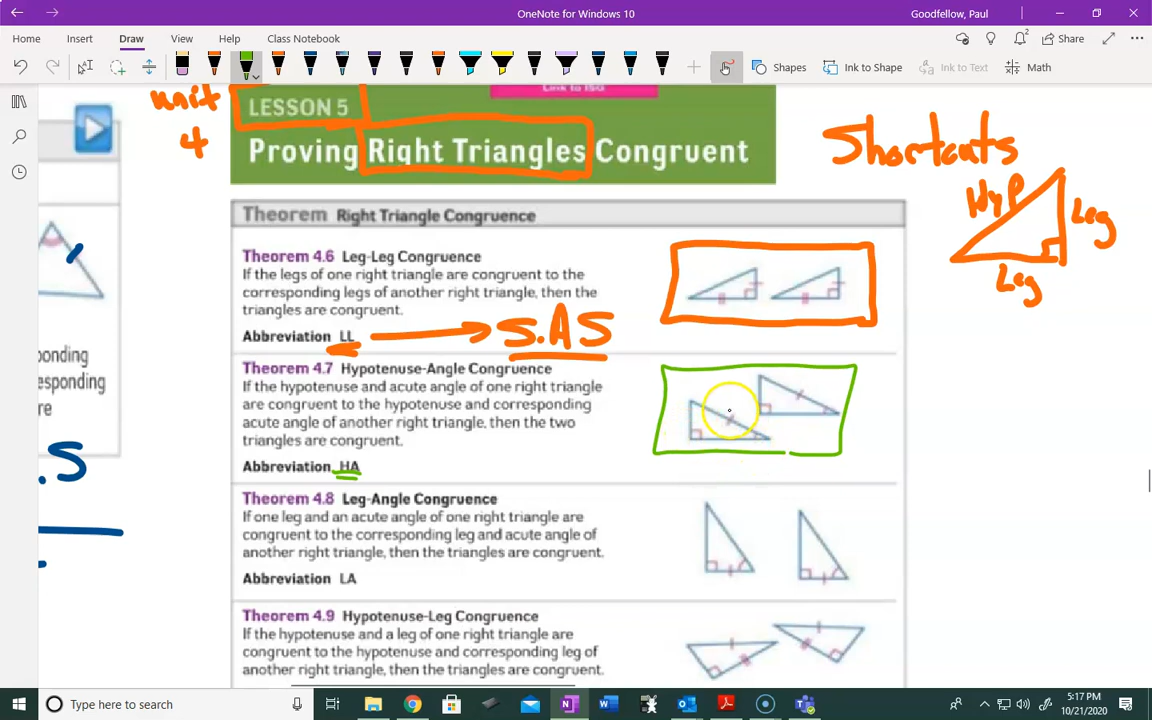 OneNote for Windows 10
Goodfellow, Paul
Home Insert Draw View Help Class Notebook
Share
Shapes Ink to Shape Ink to Text Math
unit
4
LESSON 5
Link to ISG
Proving Right Triangles Congruent
Shortcuts
Hyp
Leg
Leg
Theorem Right Triangle Congruence
Theorem 4.6 Leg-Leg Congruence
If the legs of one right triangle are congruent to the
corresponding legs of another right triangle, then the
triangles are congruent.
Abbreviation LL
S.A.S
Theorem 4.7 Hypotenuse-Angle Congruence
If the hypotenuse and acute angle of one right triangle
are congruent to the hypotenuse and corresponding
acute angle of another right triangle, then the two
triangles are congruent.
Abbreviation HA
Theorem 4.8 Leg-Angle Congruence
If one leg and an acute angle of one right triangle are
congruent to the corresponding leg and acute angle of
another right triangle, then the triangles are congruent.
Abbreviation LA
Theorem 4.9 Hypotenuse-Leg Congruence
If the hypotenuse and a leg of one right triangle are
congruent to the hypotenuse and corresponding leg of
another right triangle, then the triangles are congruent.
ponding
esponding
re
.S
Type here to search
5:17 PM
10/21/2020